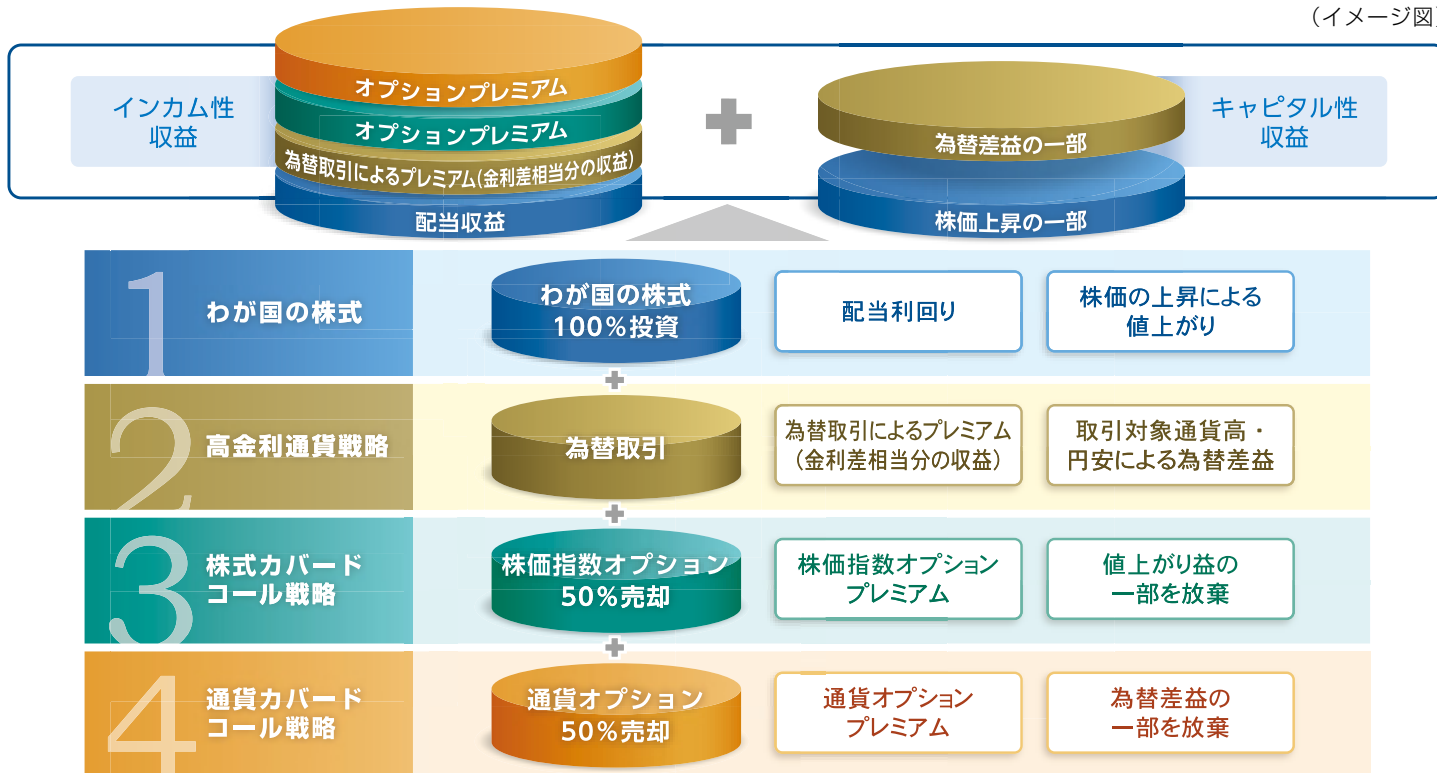 （イメージ図）
インカム性
収益
オプションプレミアム
オプションプレミアム
為替取引によるプレミアム（金利差相当分の収益）
配当収益
キャピタル性
収益
為替差益の一部
株価上昇の一部
1
わが国の株式
わが国の株式
100％投資
配当利回り
株価の上昇による
値上がり
2
高金利通貨戦略
為替取引
為替取引によるプレミアム
（金利差相当分の収益）
取引対象通貨高・
円安による為替差益
3
株式カバード
コール戦略
株価指数オプション
50％売却
株価指数オプション
プレミアム
値上がり益の
一部を放棄
4
通貨カバード
コール戦略
通貨オプション
50％売却
通貨オプション
プレミアム
為替差益の
一部を放棄